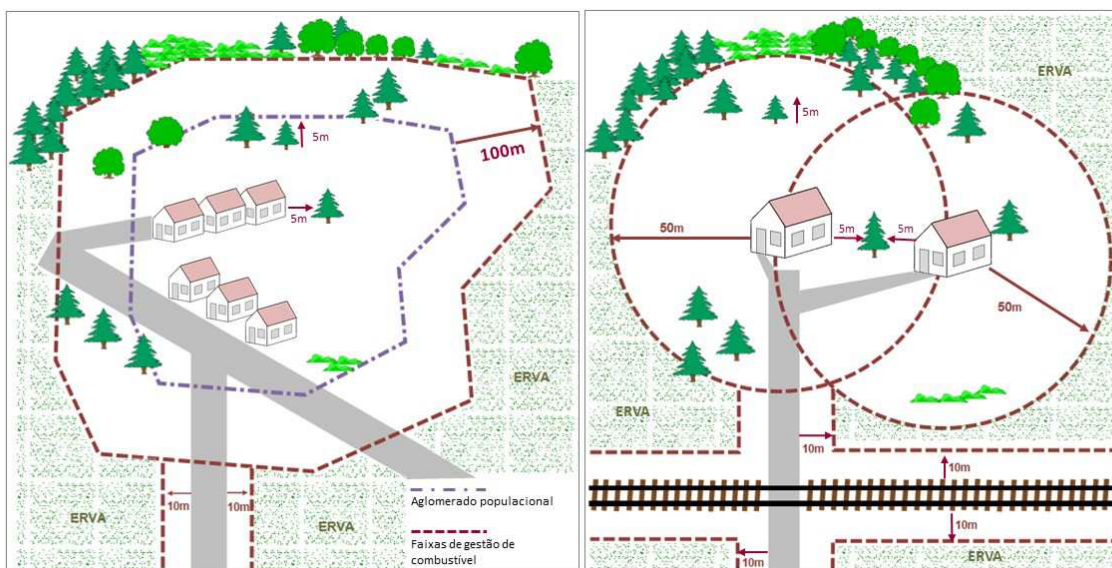 5m
100m
5m
ERVA
10m
10m
ERVA
ERVA
Aglomerado populacional
Faixas de gestão de
combustível
ERVA
5m
50m
5m
5m
50m
ERVA
10m
10m
10m
10m
ERVA